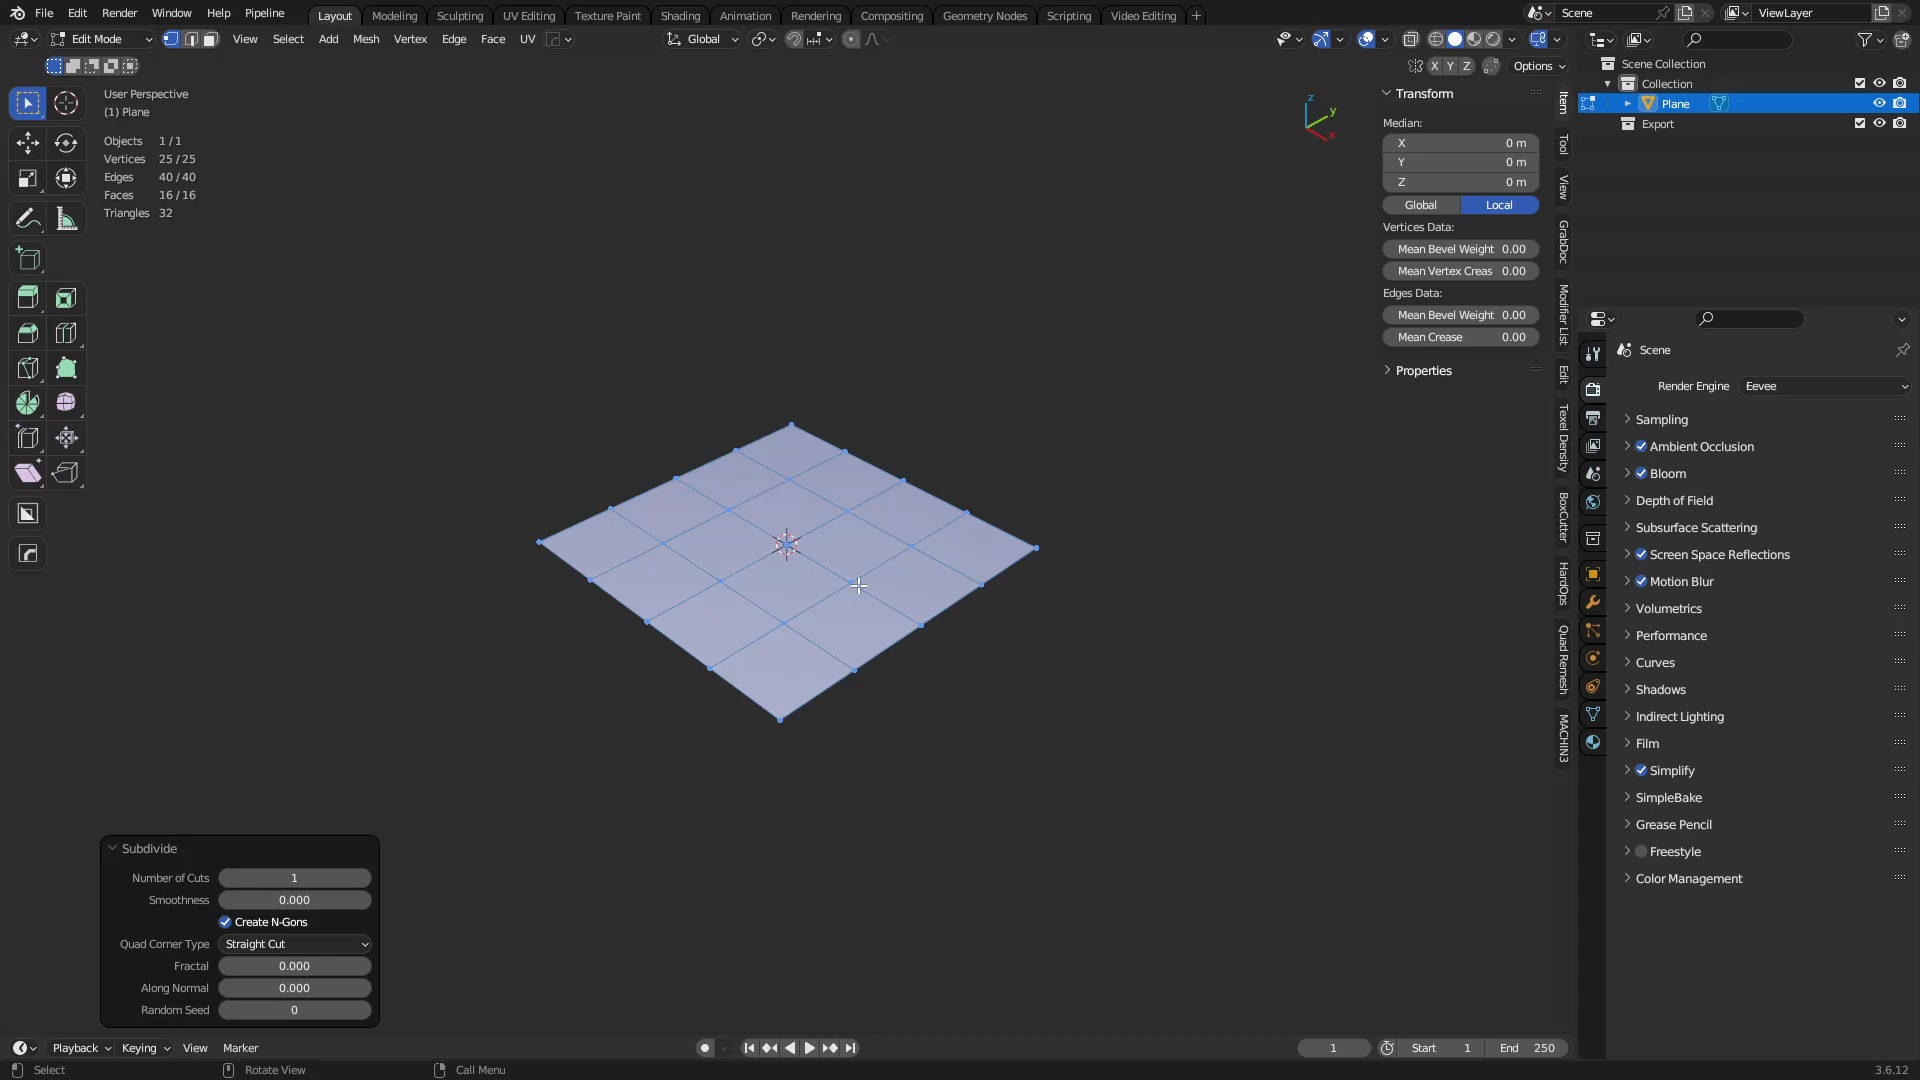 File Edit Render Window Help Pipeline Layout Modeling Sculpting UV Editing Texture Paint Shading Animation Rendering Compositing Geometry Nodes Scripting Video Editing + Scene ViewLayer
Edit Mode View Select Add Mesh Vertex Edge Face UV Global
X Y Z Options
User Perspective
(1) Plane
Objects 1/1
Vertices 25/25
Edges 40/40
Faces 16/16
Triangles 32
z
y
x
Transform
Median:
X 0 m
Y 0 m
Z 0 m
Global Local
Vertices Data:
Mean Bevel Weight 0.00
Mean Vertex Creas 0.00
Edges Data:
Mean Bevel Weight 0.00
Mean Crease 0.00
Properties
Item
Tool
View
GrabDoc
Modifier List
Edit
Texel Density
BoxCutter
HardOps
Quad Remesh
MACHIN3
Scene Collection
Collection
Plane
Export
Scene
Render Engine Eevee
Sampling
Ambient Occlusion
Bloom
Depth of Field
Subsurface Scattering
Screen Space Reflections
Motion Blur
Volumetrics
Performance
Curves
Shadows
Indirect Lighting
Film
Simplify
SimpleBake
Grease Pencil
Freestyle
Color Management
Subdivide
Number of Cuts 1
Smoothness 0.000
Create N-Gons
Quad Corner Type Straight Cut
Fractal 0.000
Along Normal 0.000
Random Seed 0
Playback Keying View Marker 1 Start 1 End 250
Select Rotate View Call Menu 3.6.12